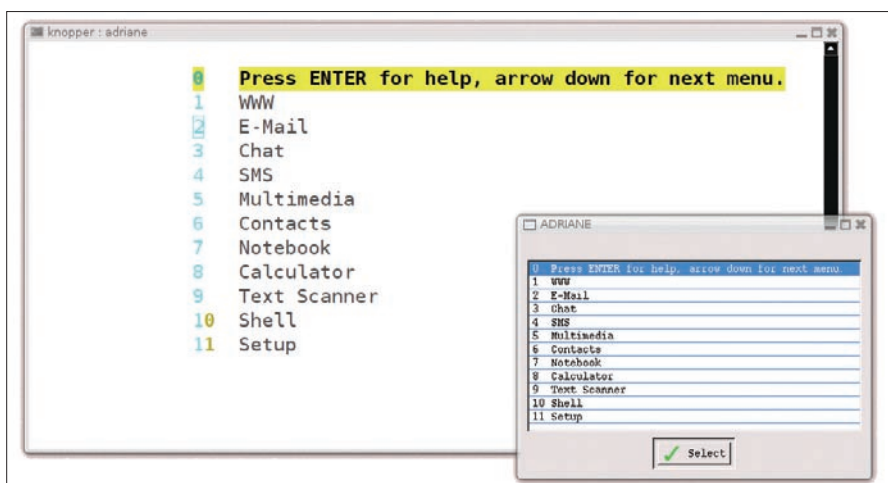 knopper : adriane
0 Press ENTER for help, arrow down for next menu.
1 WWW
2 E-Mail
3 Chat
4 SMS
5 Multimedia
6 Contacts
7 Notebook
8 Calculator
9 Text Scanner
10 Shell
11 Setup
ADRIANE
0 Press ENTER for help, arrow down for next menu.
1 WWW
2 E-Mail
3 Chat
4 SMS
5 Multimedia
6 Contacts
7 Notebook
8 Calculator
9 Text Scanner
10 Shell
11 Setup
Select